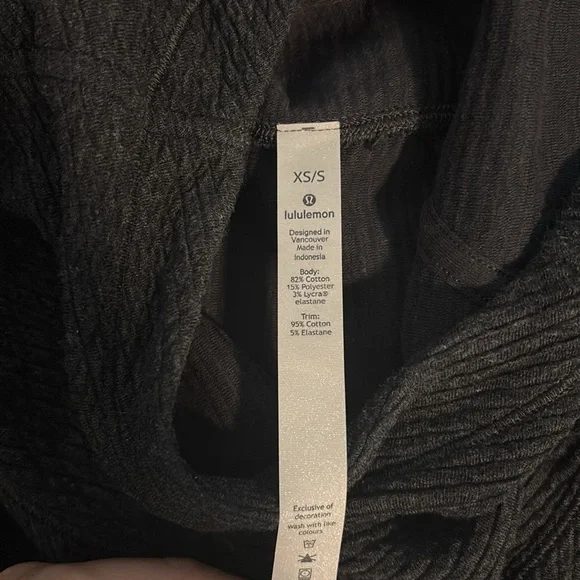 XS/S
lululemon
Designed in
Vancouver
Made in
Indonesia
Body:
82% Cotton
15% Polyester
3% Lycra®
elastane
Trim:
95% Cotton
5% Elastane
Exclusive of
decoration
wash with like
colours